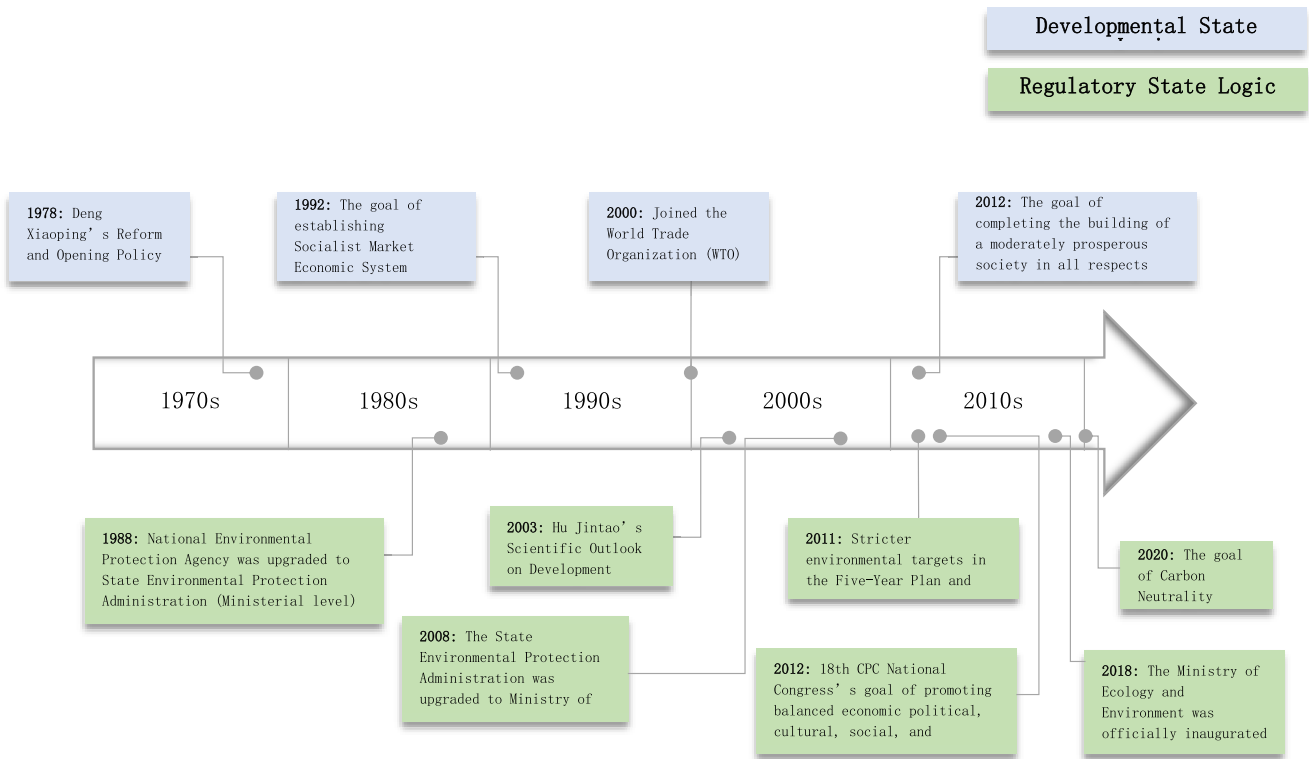 Developmental State
Regulatory State Logic
1978: Deng
Xiaoping’s Reform
and Opening Policy
1992: The goal of
establishing
Socialist Market
Economic System
2000: Joined the
World Trade
Organization (WTO)
2012: The goal of
completing the building of
a moderately prosperous
society in all respects
1970s
1980s
1990s
2000s
2010s
1988: National Environmental
Protection Agency was upgraded to
State Environmental Protection
Administration (Ministerial level)
2003: Hu Jintao’s
Scientific Outlook
on Development
2011: Stricter
environmental targets in
the Five-Year Plan and
2020: The goal
of Carbon
Neutrality
2008: The State
Environmental Protection
Administration was
upgraded to Ministry of
2012: 18th CPC National
Congress’s goal of promoting
balanced economic political,
cultural, social, and
2018: The Ministry of
Ecology and
Environment was
officially inaugurated